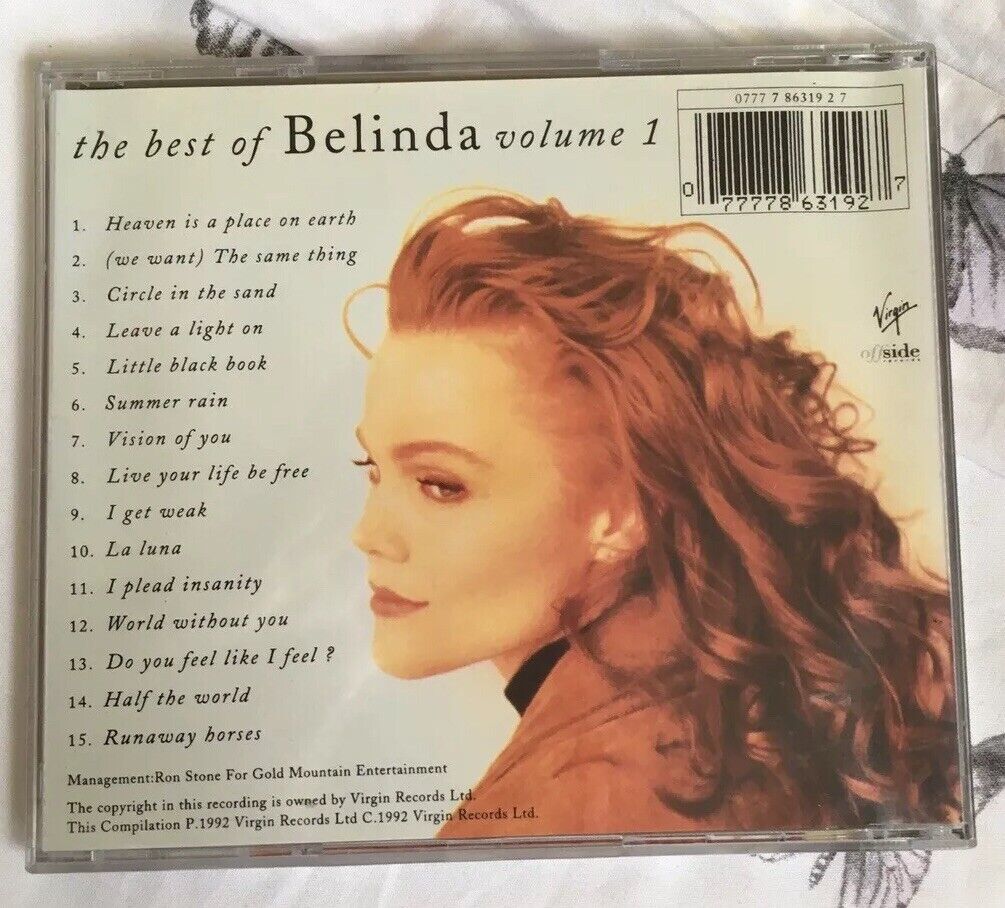 the best of Belinda volume 1
0777 7 86319 2 7
0 77778 63192 7
1. Heaven is a place on earth
2. (we want) The same thing
3. Circle in the sand
4. Leave a light on
5. Little black book
6. Summer rain
7. Vision of you
8. Live your life be free
9. I get weak
10. La luna
11. I plead insanity
12. World without you
13. Do you feel like I feel ?
14. Half the world
15. Runaway horses
Virgin
offside
records
Management:Ron Stone For Gold Mountain Entertainment
The copyright in this recording is owned by Virgin Records Ltd.
This Compilation P.1992 Virgin Records Ltd C.1992 Virgin Records Ltd.